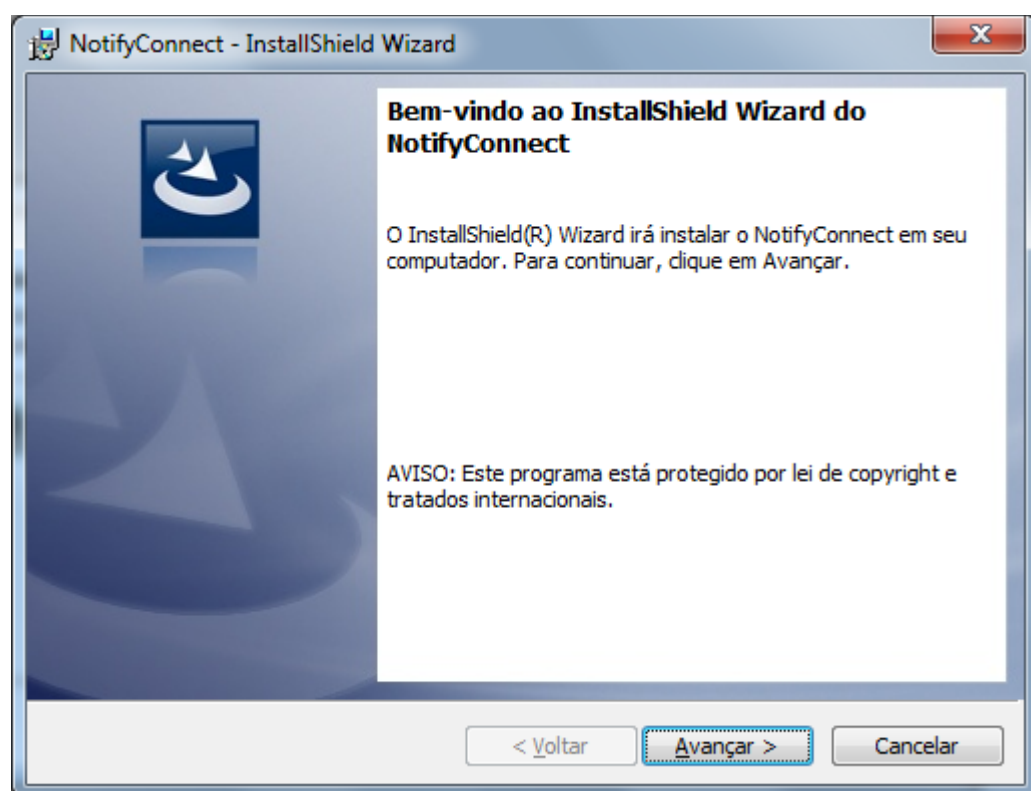 NotifyConnect - InstallShield Wizard
Bem-vindo ao InstallShield Wizard do
NotifyConnect
O InstallShield(R) Wizard irá instalar o NotifyConnect em seu
computador. Para continuar, clique em Avançar.
AVISO: Este programa está protegido por lei de copyright e
tratados internacionais.
< Voltar
Avançar >
Cancelar